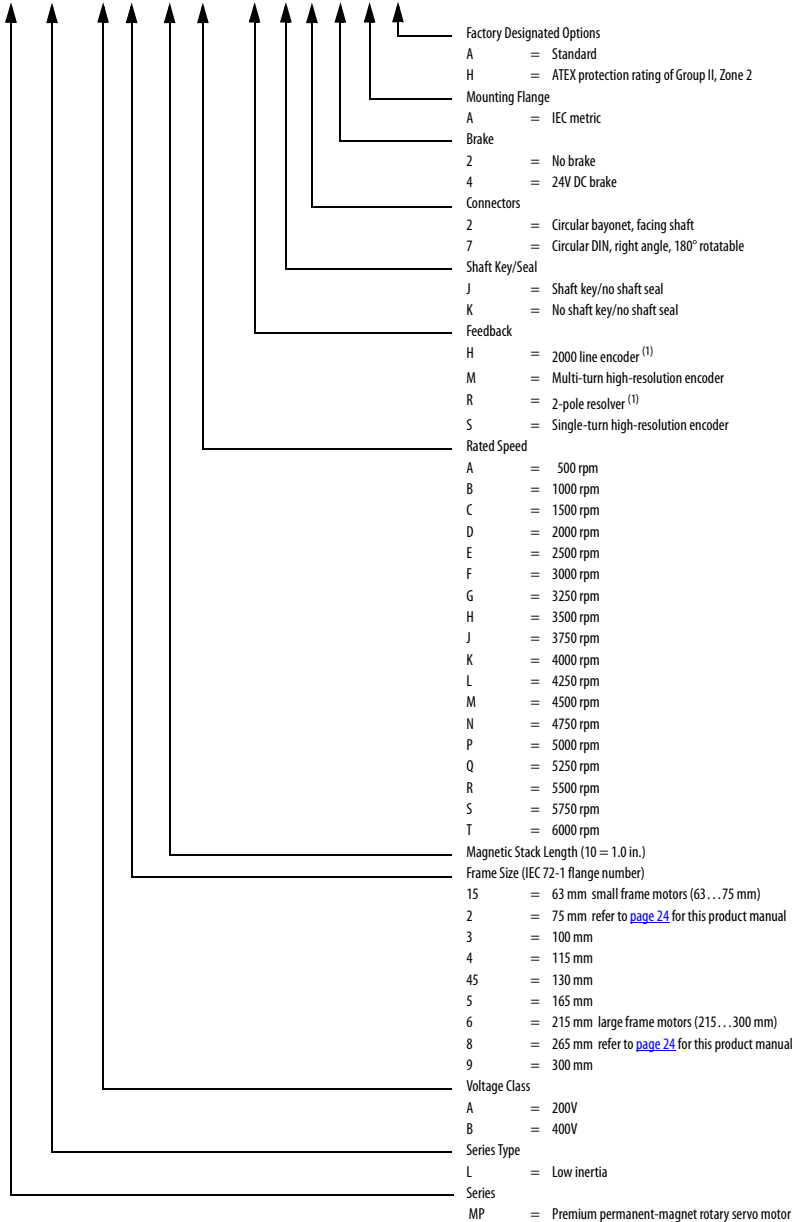 Factory Designated Options
A = Standard
H = ATEX protection rating of Group II, Zone 2
Mounting Flange
A = IEC metric
Brake
2 = No brake
4 = 24V DC brake
Connectors
2 = Circular bayonet, facing shaft
7 = Circular DIN, right angle, 180° rotatable
Shaft Key/Seal
J = Shaft key/no shaft seal
K = No shaft key/no shaft seal
Feedback
H = 2000 line encoder (1)
M = Multi-turn high-resolution encoder
R = 2-pole resolver (1)
S = Single-turn high-resolution encoder
Rated Speed
A = 500 rpm
B = 1000 rpm
C = 1500 rpm
D = 2000 rpm
E = 2500 rpm
F = 3000 rpm
G = 3250 rpm
H = 3500 rpm
J = 3750 rpm
K = 4000 rpm
L = 4250 rpm
M = 4500 rpm
N = 4750 rpm
P = 5000 rpm
Q = 5250 rpm
R = 5500 rpm
S = 5750 rpm
T = 6000 rpm
Magnetic Stack Length (10 = 1.0 in.)
Frame Size (IEC 72-1 flange number)
15 = 63 mm small frame motors (63…75 mm)
2 = 75 mm refer to page 24 for this product manual
3 = 100 mm
4 = 115 mm
45 = 130 mm
5 = 165 mm
6 = 215 mm large frame motors (215…300 mm)
8 = 265 mm refer to page 24 for this product manual
9 = 300 mm
Voltage Class
A = 200V
B = 400V
Series Type
L = Low inertia
Series
MP = Premium permanent-magnet rotary servo motor